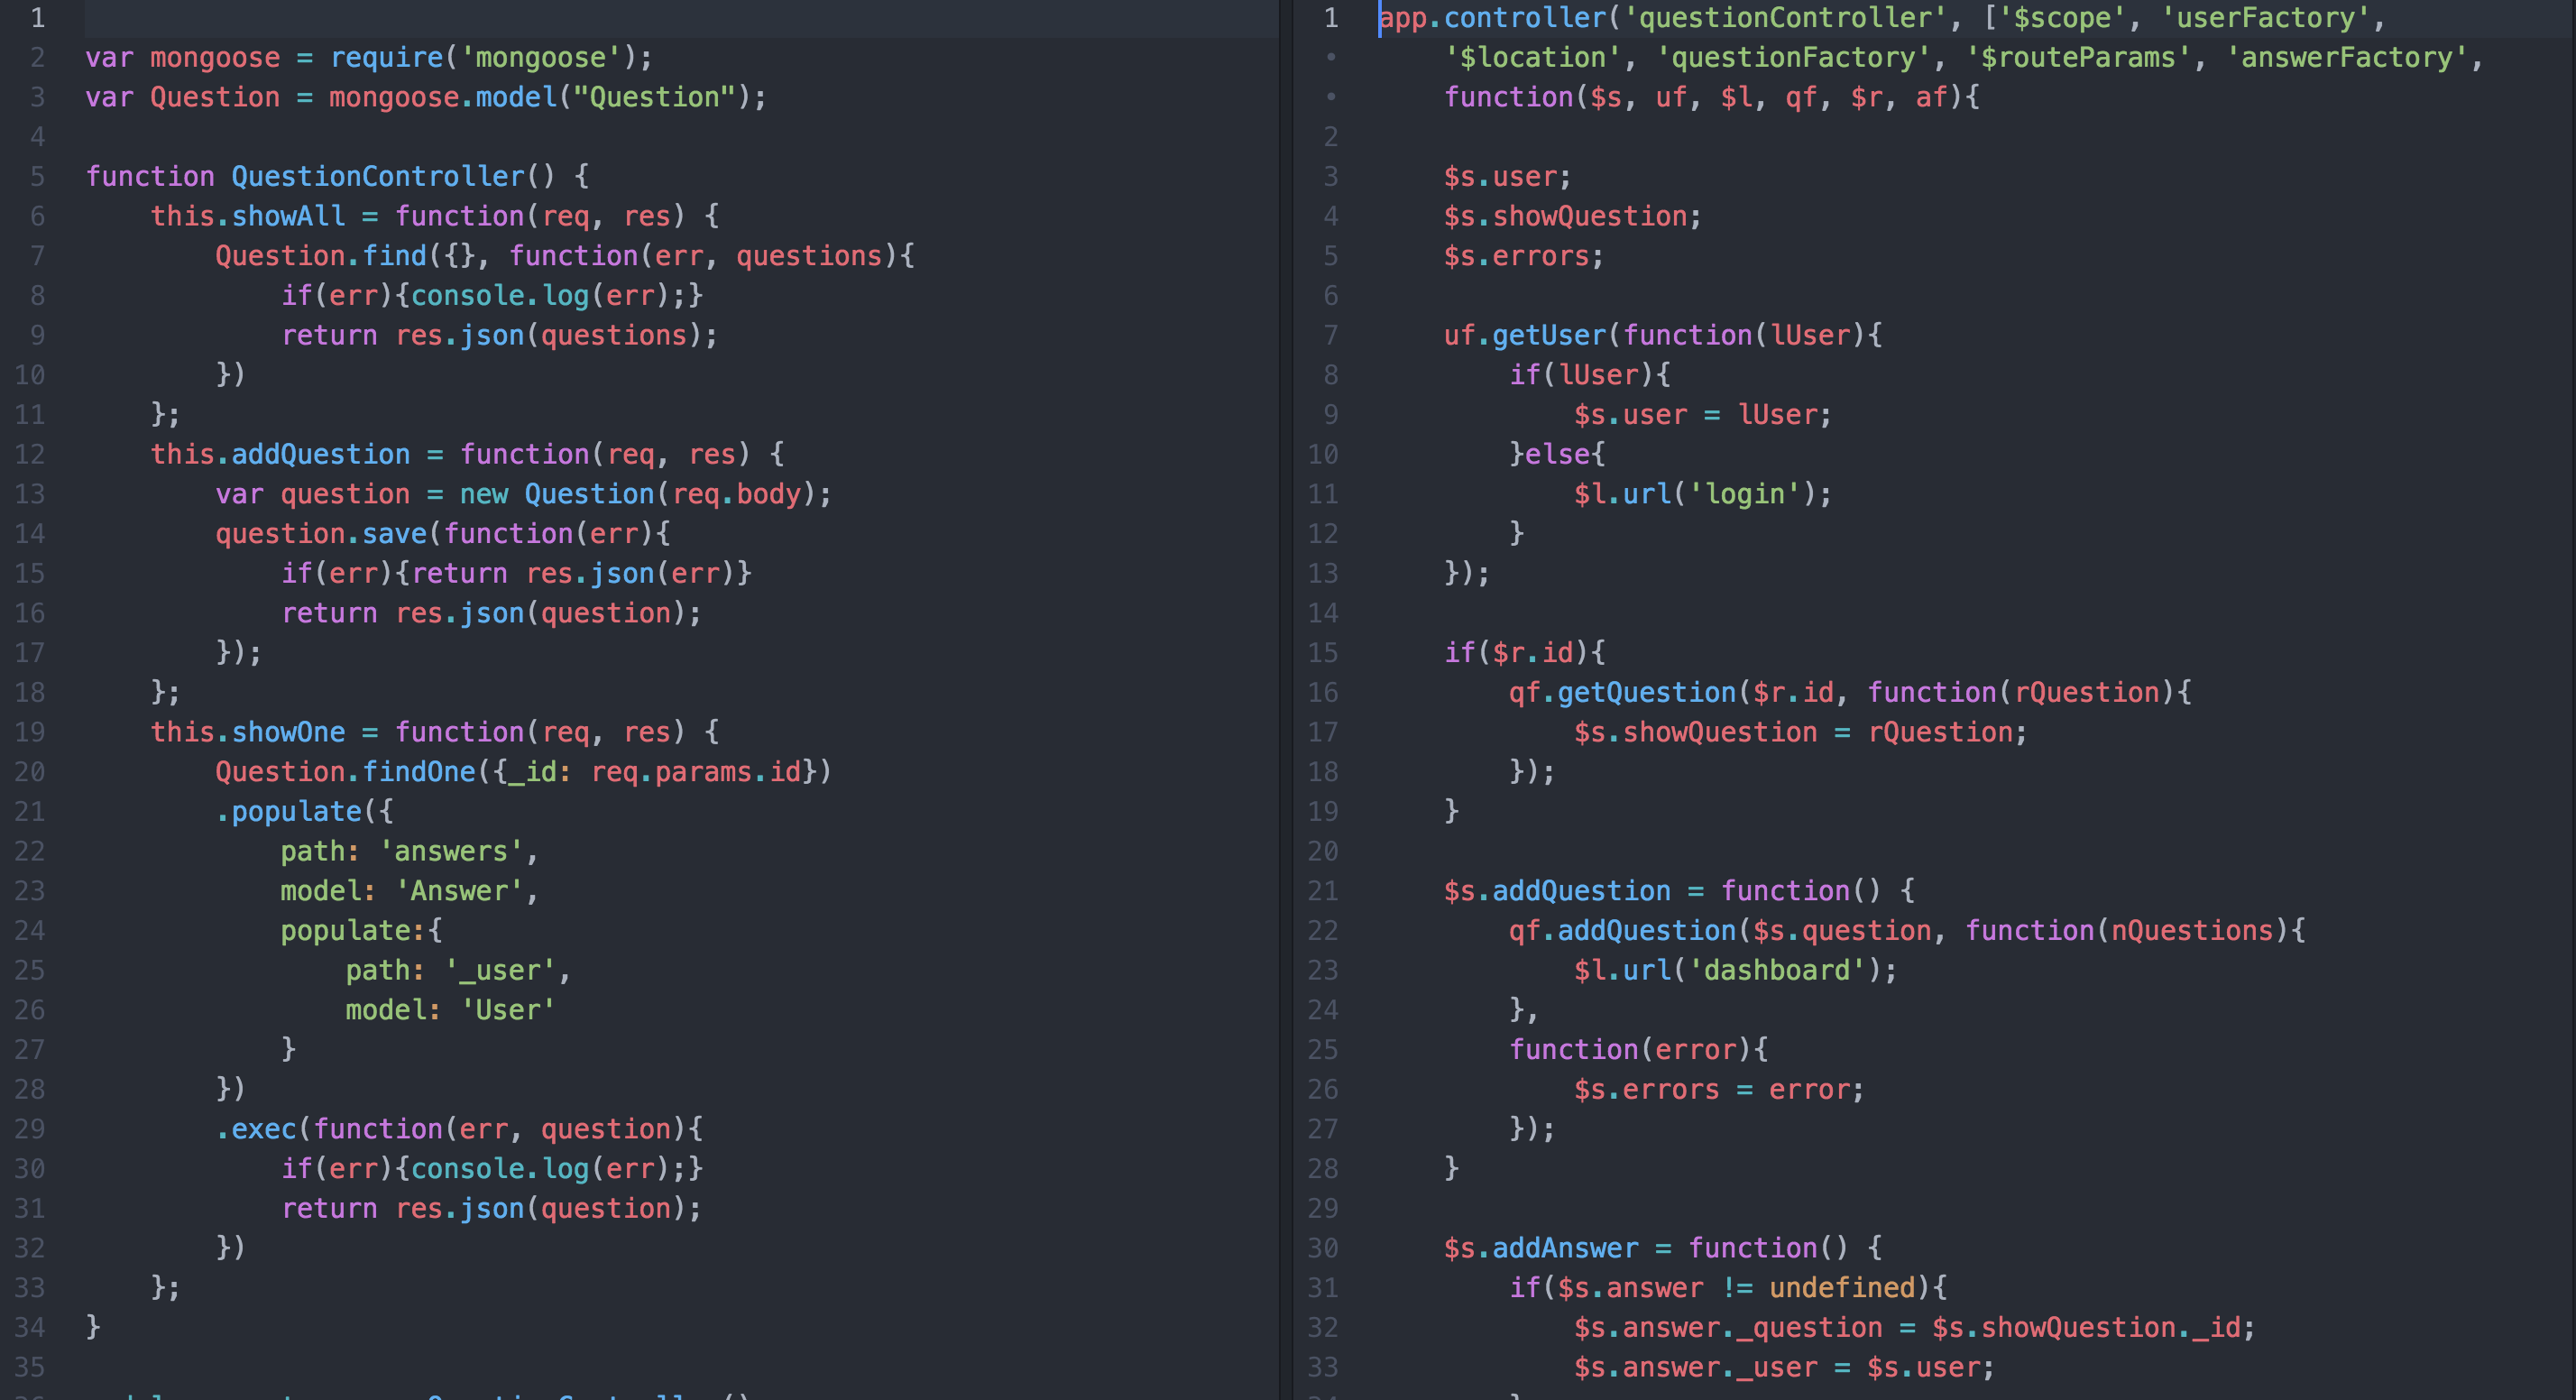 1
2 var mongoose = require('mongoose');
3 var Question = mongoose.model("Question");
4
5 function QuestionController() {
6     this.showAll = function(req, res) {
7         Question.find({}, function(err, questions){
8             if(err){console.log(err);}
9             return res.json(questions);
10         })
11     };
12     this.addQuestion = function(req, res) {
13         var question = new Question(req.body);
14         question.save(function(err){
15             if(err){return res.json(err)}
16             return res.json(question);
17         });
18     };
19     this.showOne = function(req, res) {
20         Question.findOne({_id: req.params.id})
21         .populate({
22             path: 'answers',
23             model: 'Answer',
24             populate:{
25                 path: '_user',
26                 model: 'User'
27             }
28         })
29         .exec(function(err, question){
30             if(err){console.log(err);}
31             return res.json(question);
32         })
33     };
34 }
35
1 app.controller('questionController', ['$scope', 'userFactory',
•     '$location', 'questionFactory', '$routeParams', 'answerFactory',
•     function($s, uf, $l, qf, $r, af){
2
3     $s.user;
4     $s.showQuestion;
5     $s.errors;
6
7     uf.getUser(function(lUser){
8         if(lUser){
9             $s.user = lUser;
10         }else{
11             $l.url('login');
12         }
13     });
14
15     if($r.id){
16         qf.getQuestion($r.id, function(rQuestion){
17             $s.showQuestion = rQuestion;
18         });
19     }
20
21     $s.addQuestion = function() {
22         qf.addQuestion($s.question, function(nQuestions){
23             $l.url('dashboard');
24         },
25         function(error){
26             $s.errors = error;
27         });
28     }
29
30     $s.addAnswer = function() {
31         if($s.answer != undefined){
32             $s.answer._question = $s.showQuestion._id;
33             $s.answer._user = $s.user;